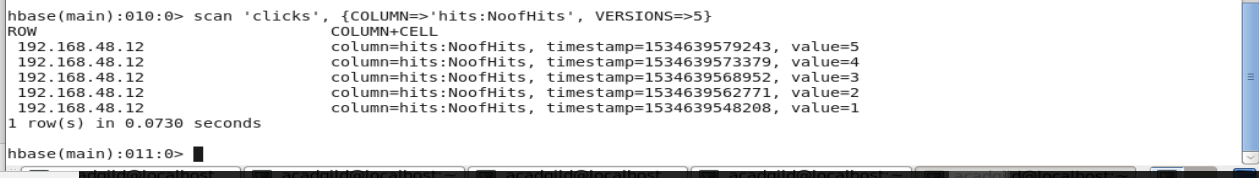 hbase(main):010:0> scan 'clicks', {COLUMN=>'hits:NoofHits', VERSIONS=>5}
ROW COLUMN+CELL
192.168.48.12 column=hits:NoofHits, timestamp=1534639579243, value=5
192.168.48.12 column=hits:NoofHits, timestamp=1534639573379, value=4
192.168.48.12 column=hits:NoofHits, timestamp=1534639568952, value=3
192.168.48.12 column=hits:NoofHits, timestamp=1534639562771, value=2
192.168.48.12 column=hits:NoofHits, timestamp=1534639548208, value=1
1 row(s) in 0.0730 seconds
hbase(main):011:0>